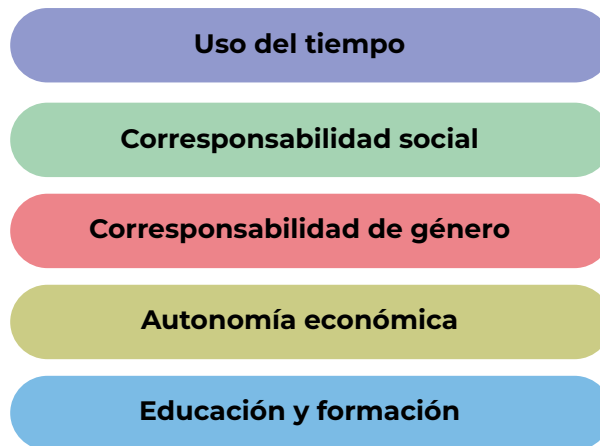 Uso del tiempo
Corresponsabilidad social
Corresponsabilidad de género
Autonomía económica
Educación y formación